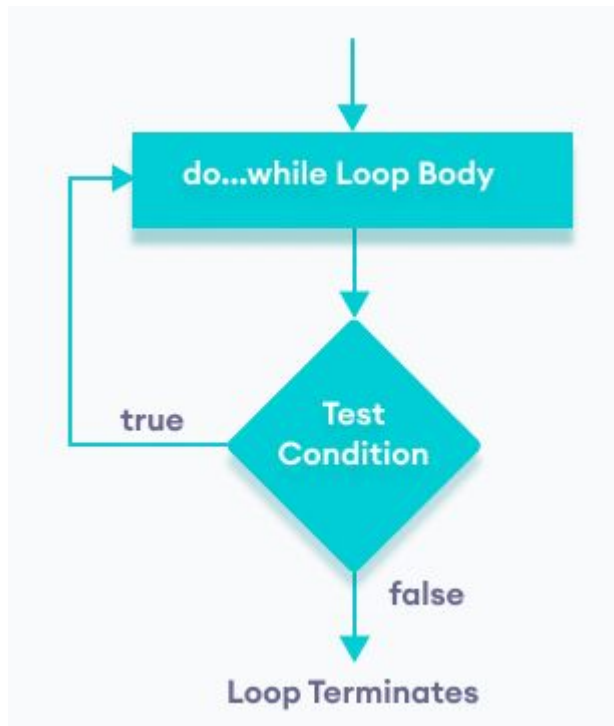 do...while Loop Body
true
Test
Condition
false
Loop Terminates